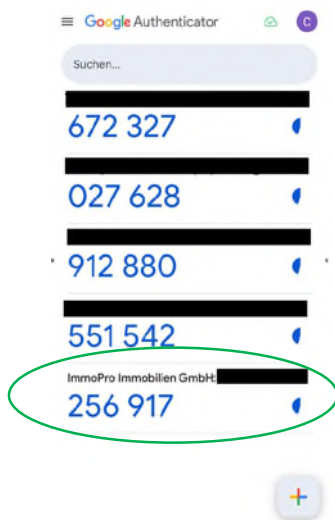 Google Authenticator
C
Suchen...
672 327
027 628
912 880
551 542
ImmoPro Immobilien GmbH:
256 917